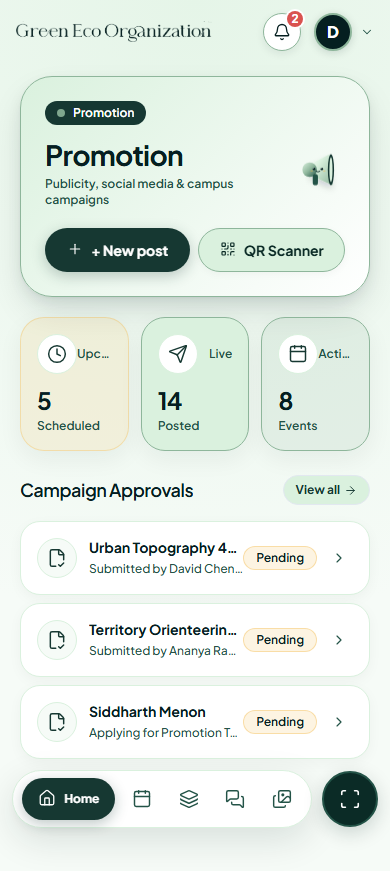 Green Eco Organization
2
D
Promotion
Promotion
Publicity, social media & campus
campaigns
+ New post
QR Scanner
Upc...
Live
Acti...
5
14
8
Scheduled
Posted
Events
Campaign Approvals
View all →
Urban Topography 4...
Submitted by David Chen...
Pending
Territory Orienteerin...
Submitted by Ananya Ra...
Pending
Siddharth Menon
Applying for Promotion T...
Pending
Home